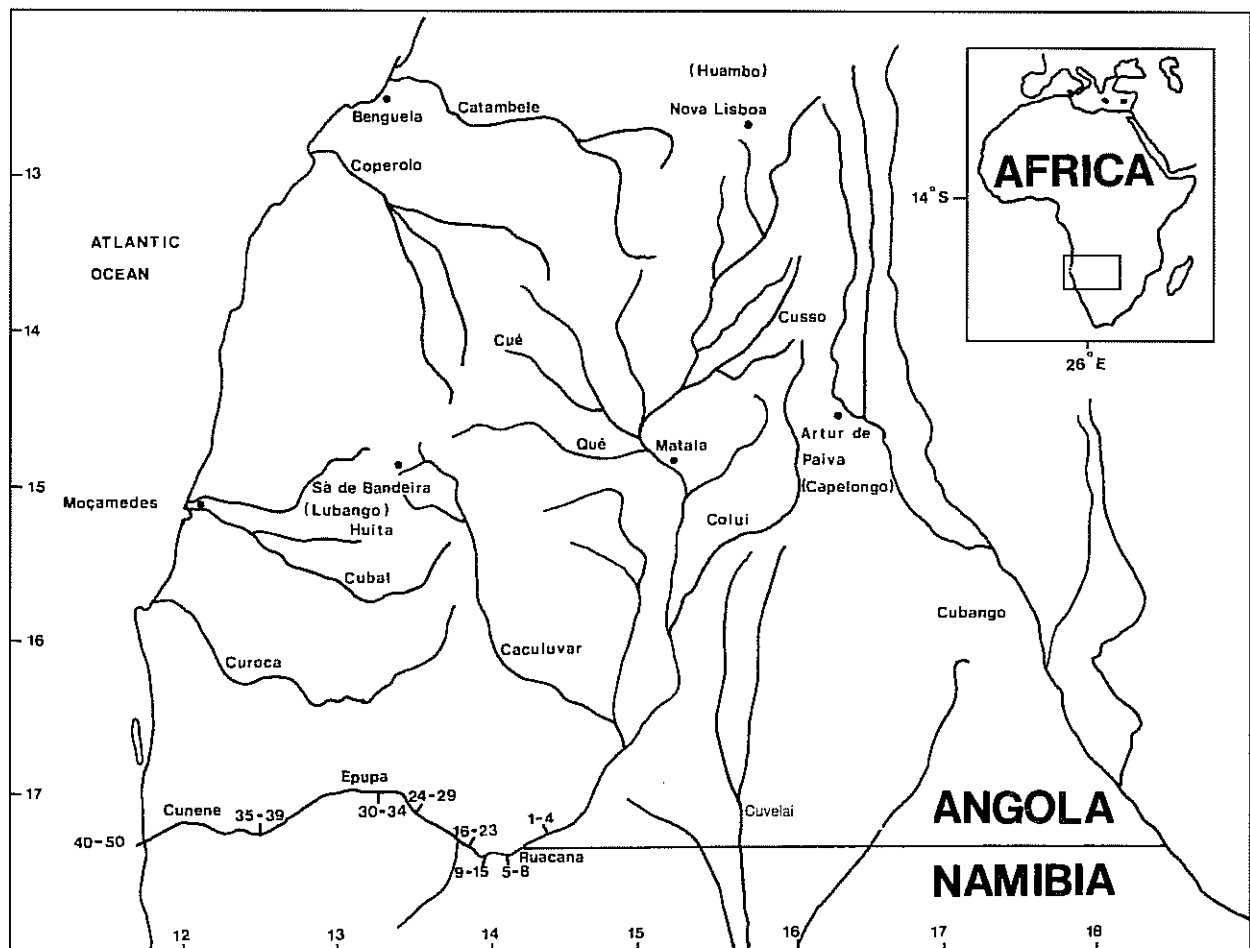 (Huambo)
Nova Lisboa
Benguela
Catambele
Coperolo
13
ATLANTIC
OCEAN
AFRICA
14°S
26°E
14
Cusso
Cué
Qué
Matala
Artur de
Paiva
(Capelongo)
15
Moçamedes
Sà de Bandeira
(Lubango)
Huita
Colui
Cubal
Cubango
16
Caculuvar
Curoca
17
Epupa
Cunene
35-39
30-34
24-29
1-4
16-23
40-50
Ruacana
9-15
5-8
Cuvelai
ANGOLA
NAMIBIA
12
13
14
15
16
17
18